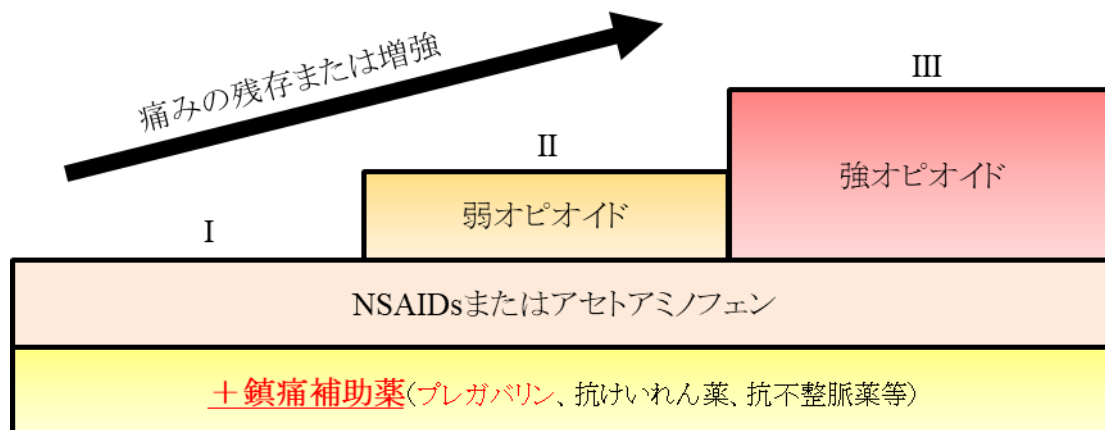 痛みの残存または増強
III
II
強オピオイド
弱オピオイド
I
NSAIDsまたはアセトアミノフェン
＋鎮痛補助薬(プレガバリン、抗けいれん薬、抗不整脈薬等)